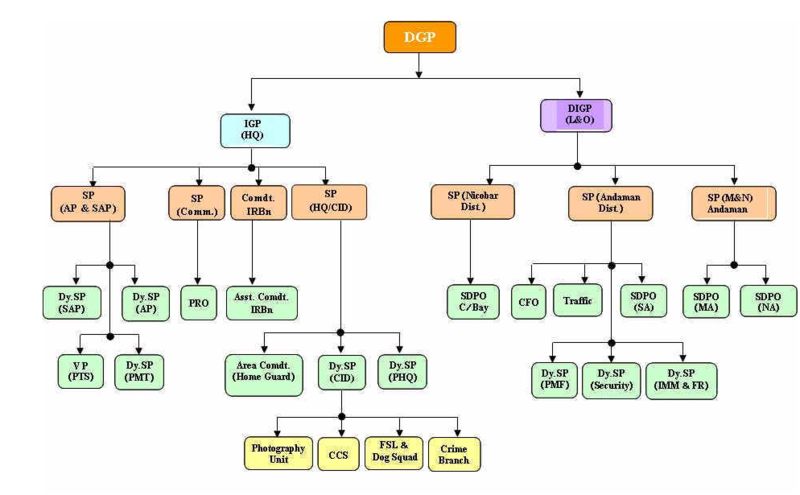 DGP
IGP
(HQ)
DIGP
(L&O)
SP
(AP & SAP)
SP
(Comm.)
Comdt.
IRBn
SP
(HQ/CID)
SP (Nicobar
Dist.)
SP (Andaman
Dist.)
SP (M&N)
Andaman
Dy.SP
(SAP)
Dy.SP
(AP)
PRO
Asst. Comdt.
IRBn
SDPO
C/Bay
CFO
Traffic
SDPO
(SA)
SDPO
(MA)
SDPO
(NA)
V P
(PTS)
Dy.SP
(PMT)
Area Comdt.
(Home Guard)
Dy.SP
(CID)
Dy.SP
(PHQ)
Dy.SP
(PMF)
Dy.SP
(Security)
Dy.SP
(IMM & FR)
Photography
Unit
CCS
FSL &
Dog Squad
Crime
Branch